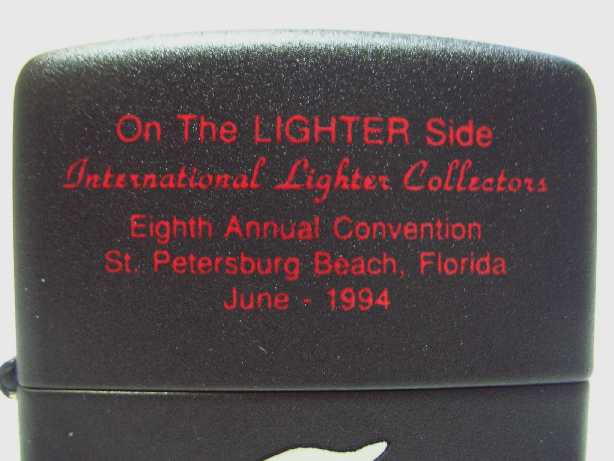 On The LIGHTER Side
International Lighter Collectors
Eighth Annual Convention
St. Petersburg Beach, Florida
June - 1994